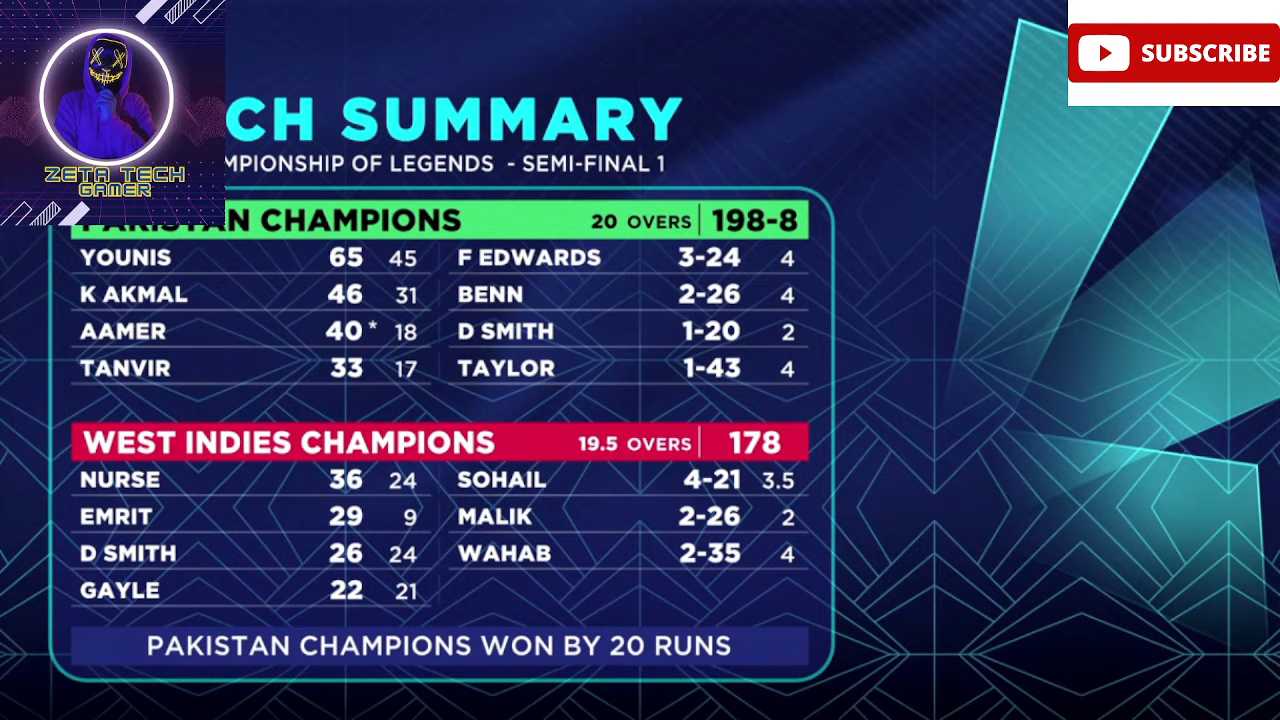 ZETA TECH
GAMER
SUBSCRIBE
CH SUMMARY
MPIONSHIP OF LEGENDS - SEMI-FINAL 1
PAKISTAN CHAMPIONS 20 OVERS 198-8
YOUNIS 65 45 F EDWARDS 3-24 4
K AKMAL 46 31 BENN 2-26 4
AAMER 40* 18 D SMITH 1-20 2
TANVIR 33 17 TAYLOR 1-43 4
WEST INDIES CHAMPIONS 19.5 OVERS 178
NURSE 36 24 SOHAIL 4-21 3.5
EMRIT 29 9 MALIK 2-26 2
D SMITH 26 24 WAHAB 2-35 4
GAYLE 22 21
PAKISTAN CHAMPIONS WON BY 20 RUNS